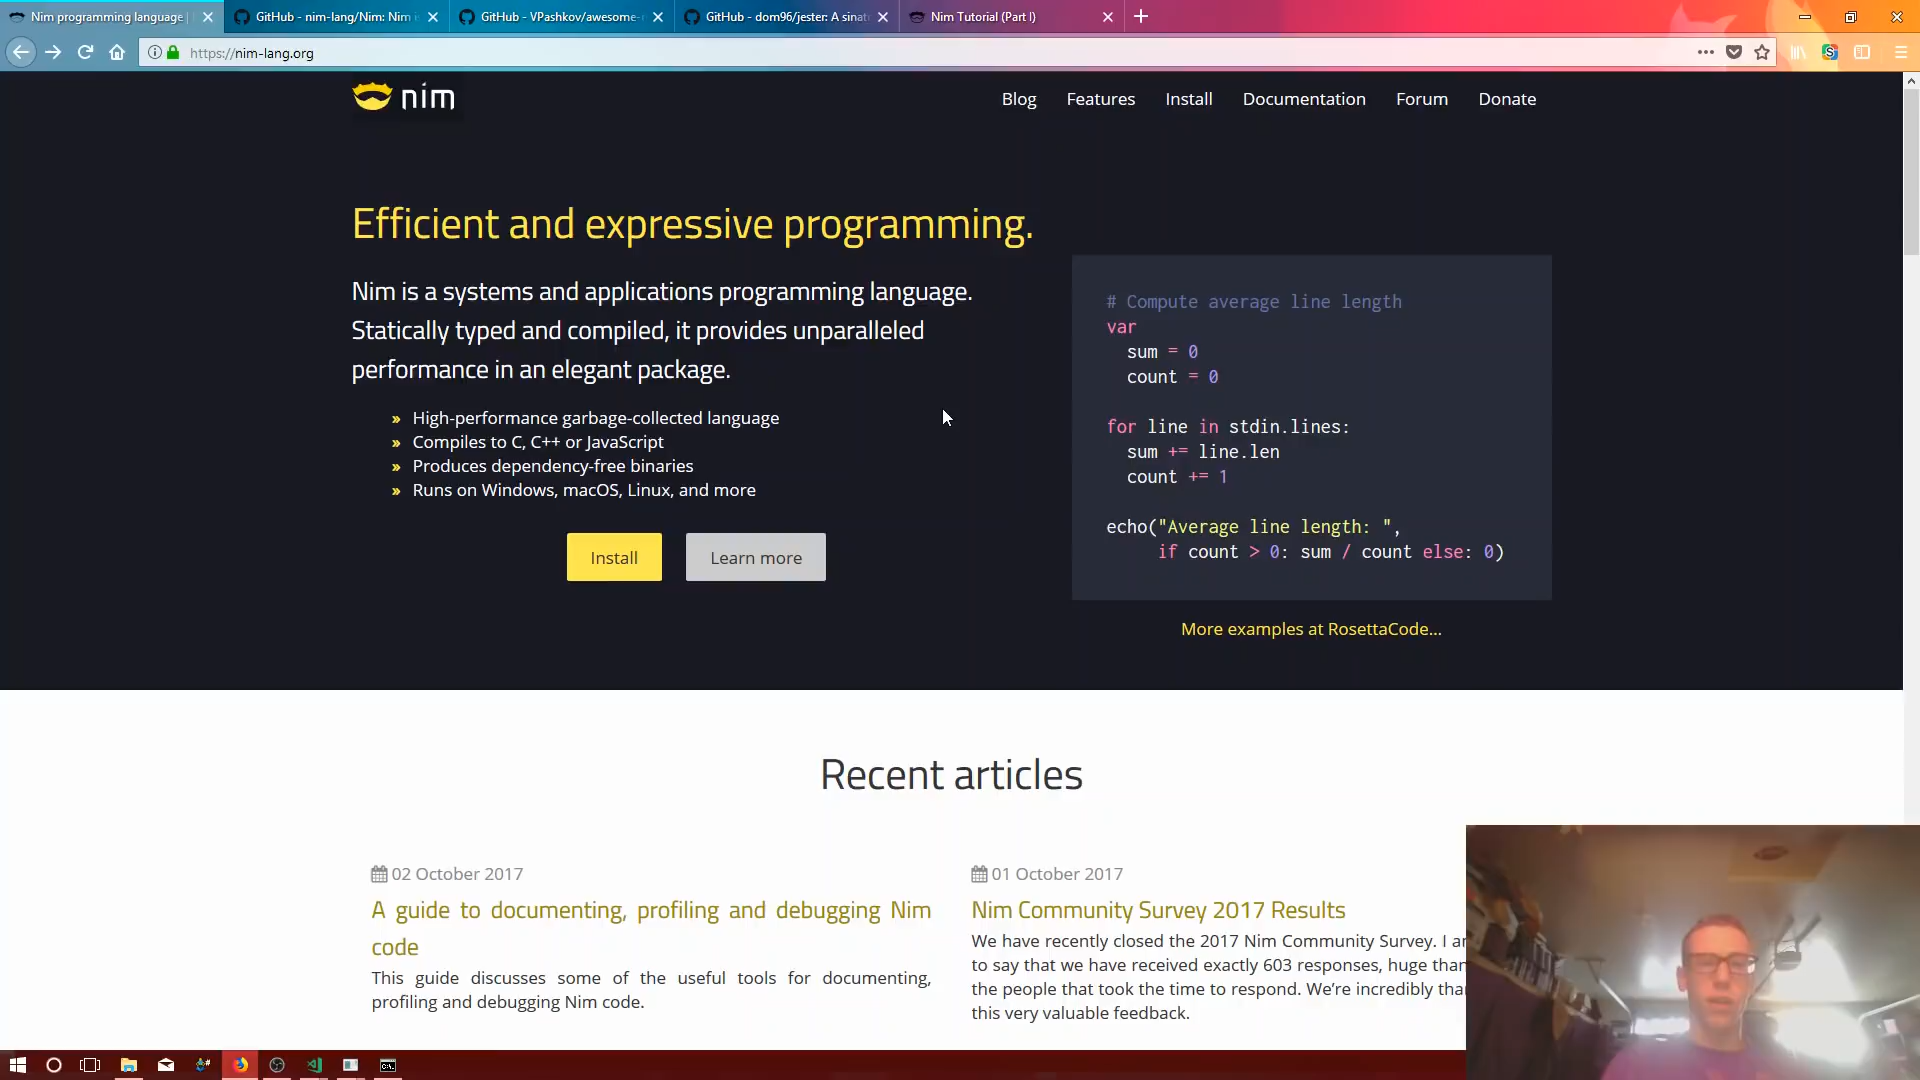 Nim programming language |
GitHub - nim-lang/Nim: Nim
GitHub - VPashkov/awesome-
GitHub - dom96/jester: A sinat
Nim Tutorial (Part I)
https://nim-lang.org
nim
Blog
Features
Install
Documentation
Forum
Donate
Efficient and expressive programming.
Nim is a systems and applications programming language.
Statically typed and compiled, it provides unparalleled
performance in an elegant package.
» High-performance garbage-collected language
» Compiles to C, C++ or JavaScript
» Produces dependency-free binaries
» Runs on Windows, macOS, Linux, and more
Install
Learn more
# Compute average line length
var
  sum = 0
  count = 0
for line in stdin.lines:
  sum += line.len
  count += 1
echo("Average line length: ",
     if count > 0: sum / count else: 0)
More examples at RosettaCode...
Recent articles
02 October 2017
A guide to documenting, profiling and debugging Nim
code
This guide discusses some of the useful tools for documenting,
profiling and debugging Nim code.
01 October 2017
Nim Community Survey 2017 Results
We have recently closed the 2017 Nim Community Survey. I a
to say that we have received exactly 603 responses, huge than
the people that took the time to respond. We're incredibly tha
this very valuable feedback.